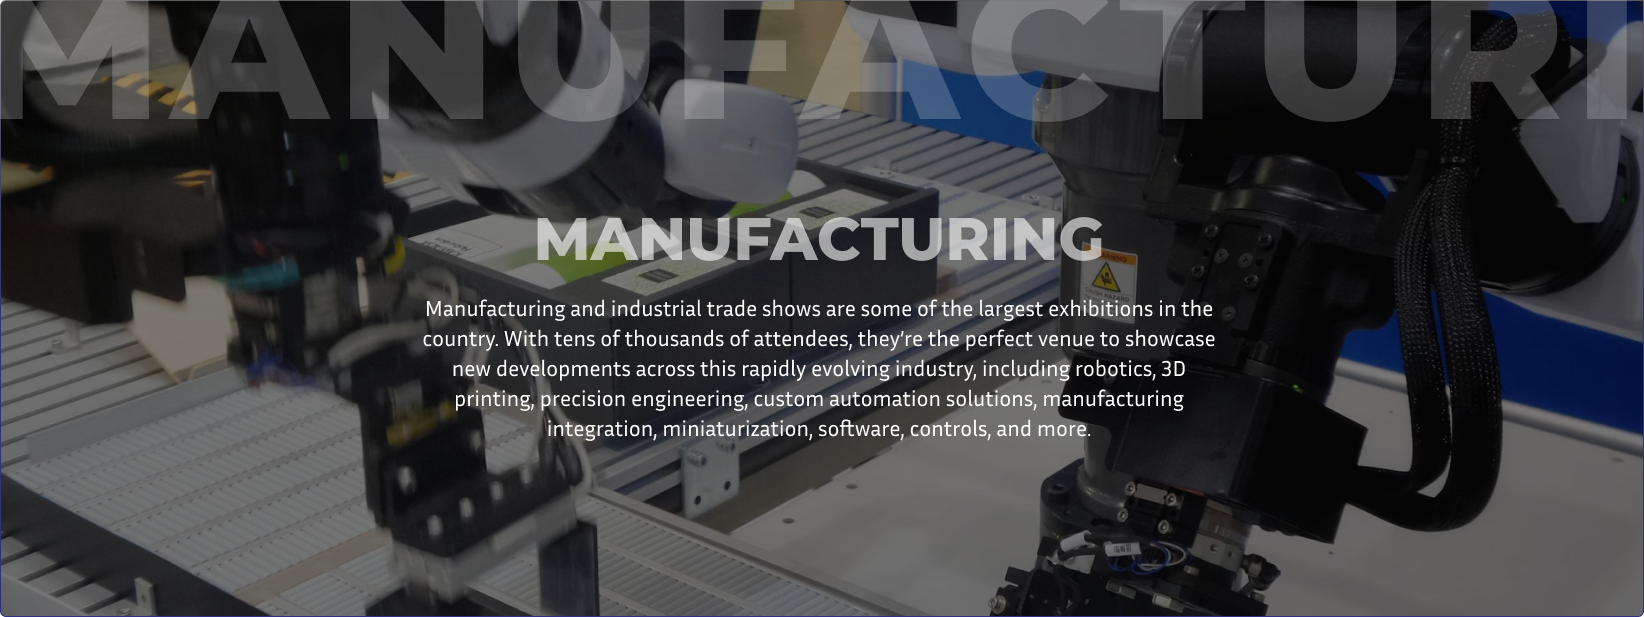 MANUFACTURI
MANUFACTURING
WARNING
Manufacturing and industrial trade shows are some of the largest exhibitions in the
country. With tens of thousands of attendees, they’re the perfect venue to showcase
new developments across this rapidly evolving industry, including robotics, 3D
printing, precision engineering, custom automation solutions, manufacturing
integration, miniaturization, software, controls, and more.